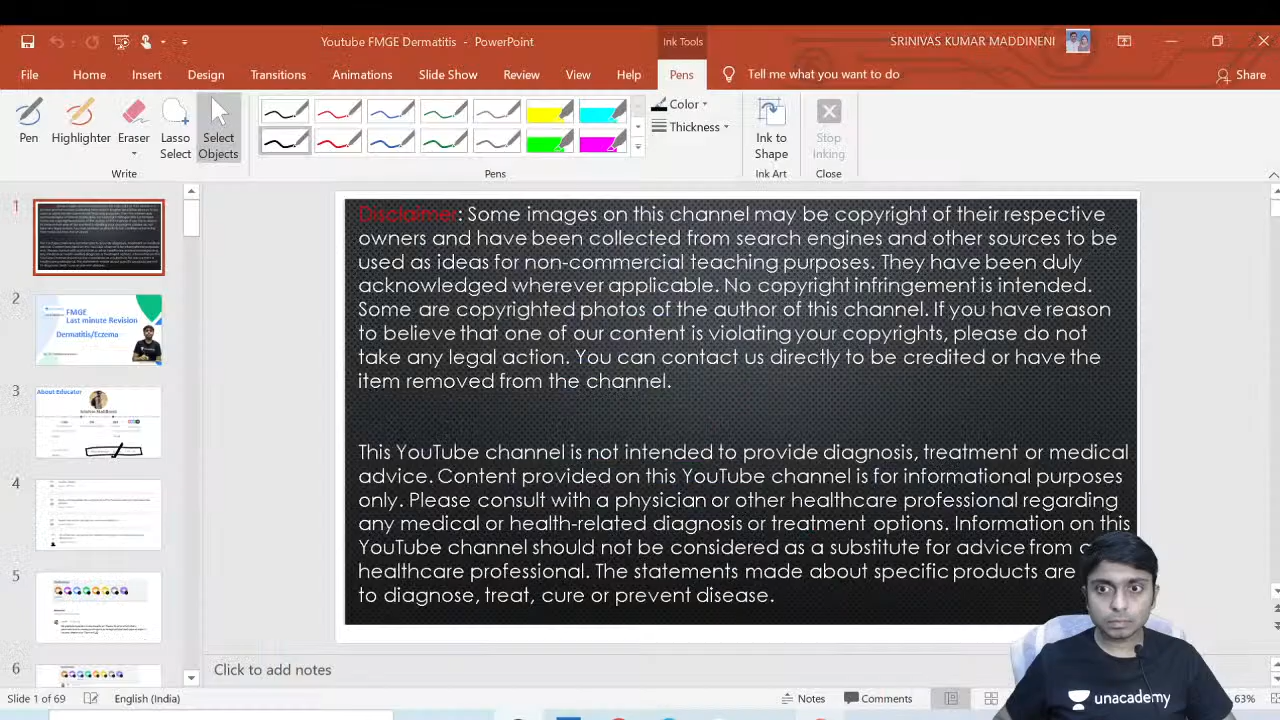 Youtube FMGE Dermatitis - PowerPoint
Ink Tools
SRINIVAS KUMAR MADDINENI
File Home Insert Design Transitions Animations Slide Show Review View Help Pens Tell me what you want to do Share
Pen Highlighter Eraser Lasso Select Select Objects
Color
Thickness
Ink to Shape
Stop Inking
Write Pens Ink Art Close
1
2
FMGE
Last minute Revision
Dermatitis/Eczema
3
About Educator
4
5
6
Disclaimer: Some images on this channel may be copyright of their respective
owners and have been collected from search engines and other sources to be
used as ideas for non-commercial teaching purposes. They have been duly
acknowledged wherever applicable. No copyright infringement is intended.
Some are copyrighted photos of the author of this channel. If you have reason
to believe that one of our content is violating your copyrights, please do not
take any legal action. You can contact us directly to be credited or have the
item removed from the channel.
This YouTube channel is not intended to provide diagnosis, treatment or medical
advice. Content provided on this YouTube channel is for informational purposes
only. Please consult with a physician or other healthcare professional regarding
any medical or health-related diagnosis or treatment options. Information on this
YouTube channel should not be considered as a substitute for advice from a
healthcare professional. The statements made about specific products are
to diagnose, treat, cure or prevent disease.
unacademy
Click to add notes
Slide 1 of 69 English (India) Notes Comments 63%